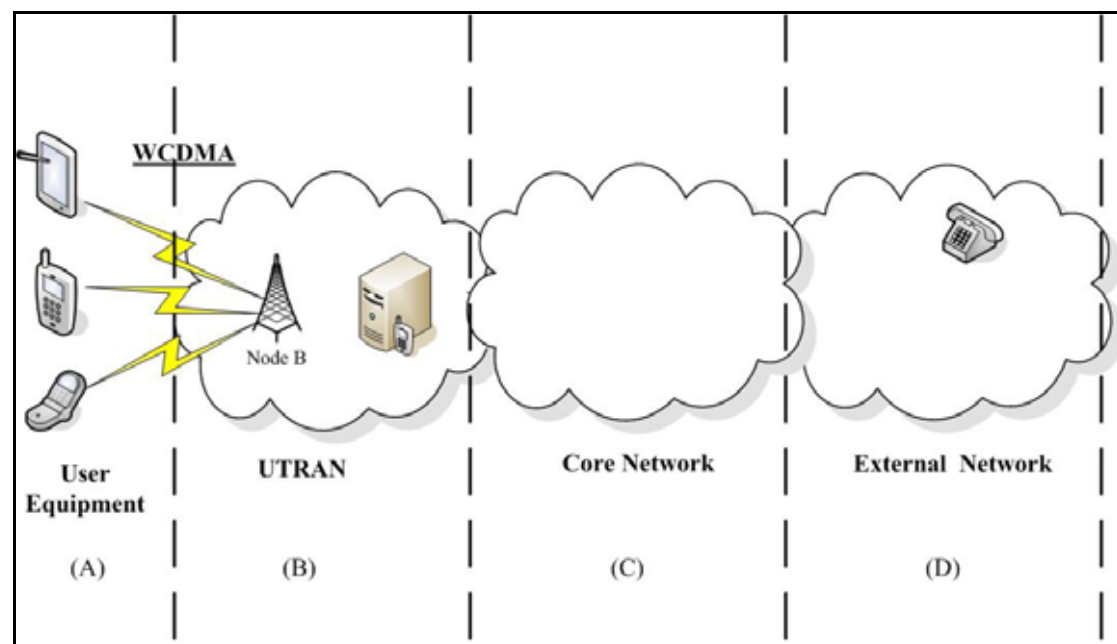 WCDMA
Node B
User
Equipment
UTRAN
Core Network
External Network
(A)
(B)
(C)
(D)